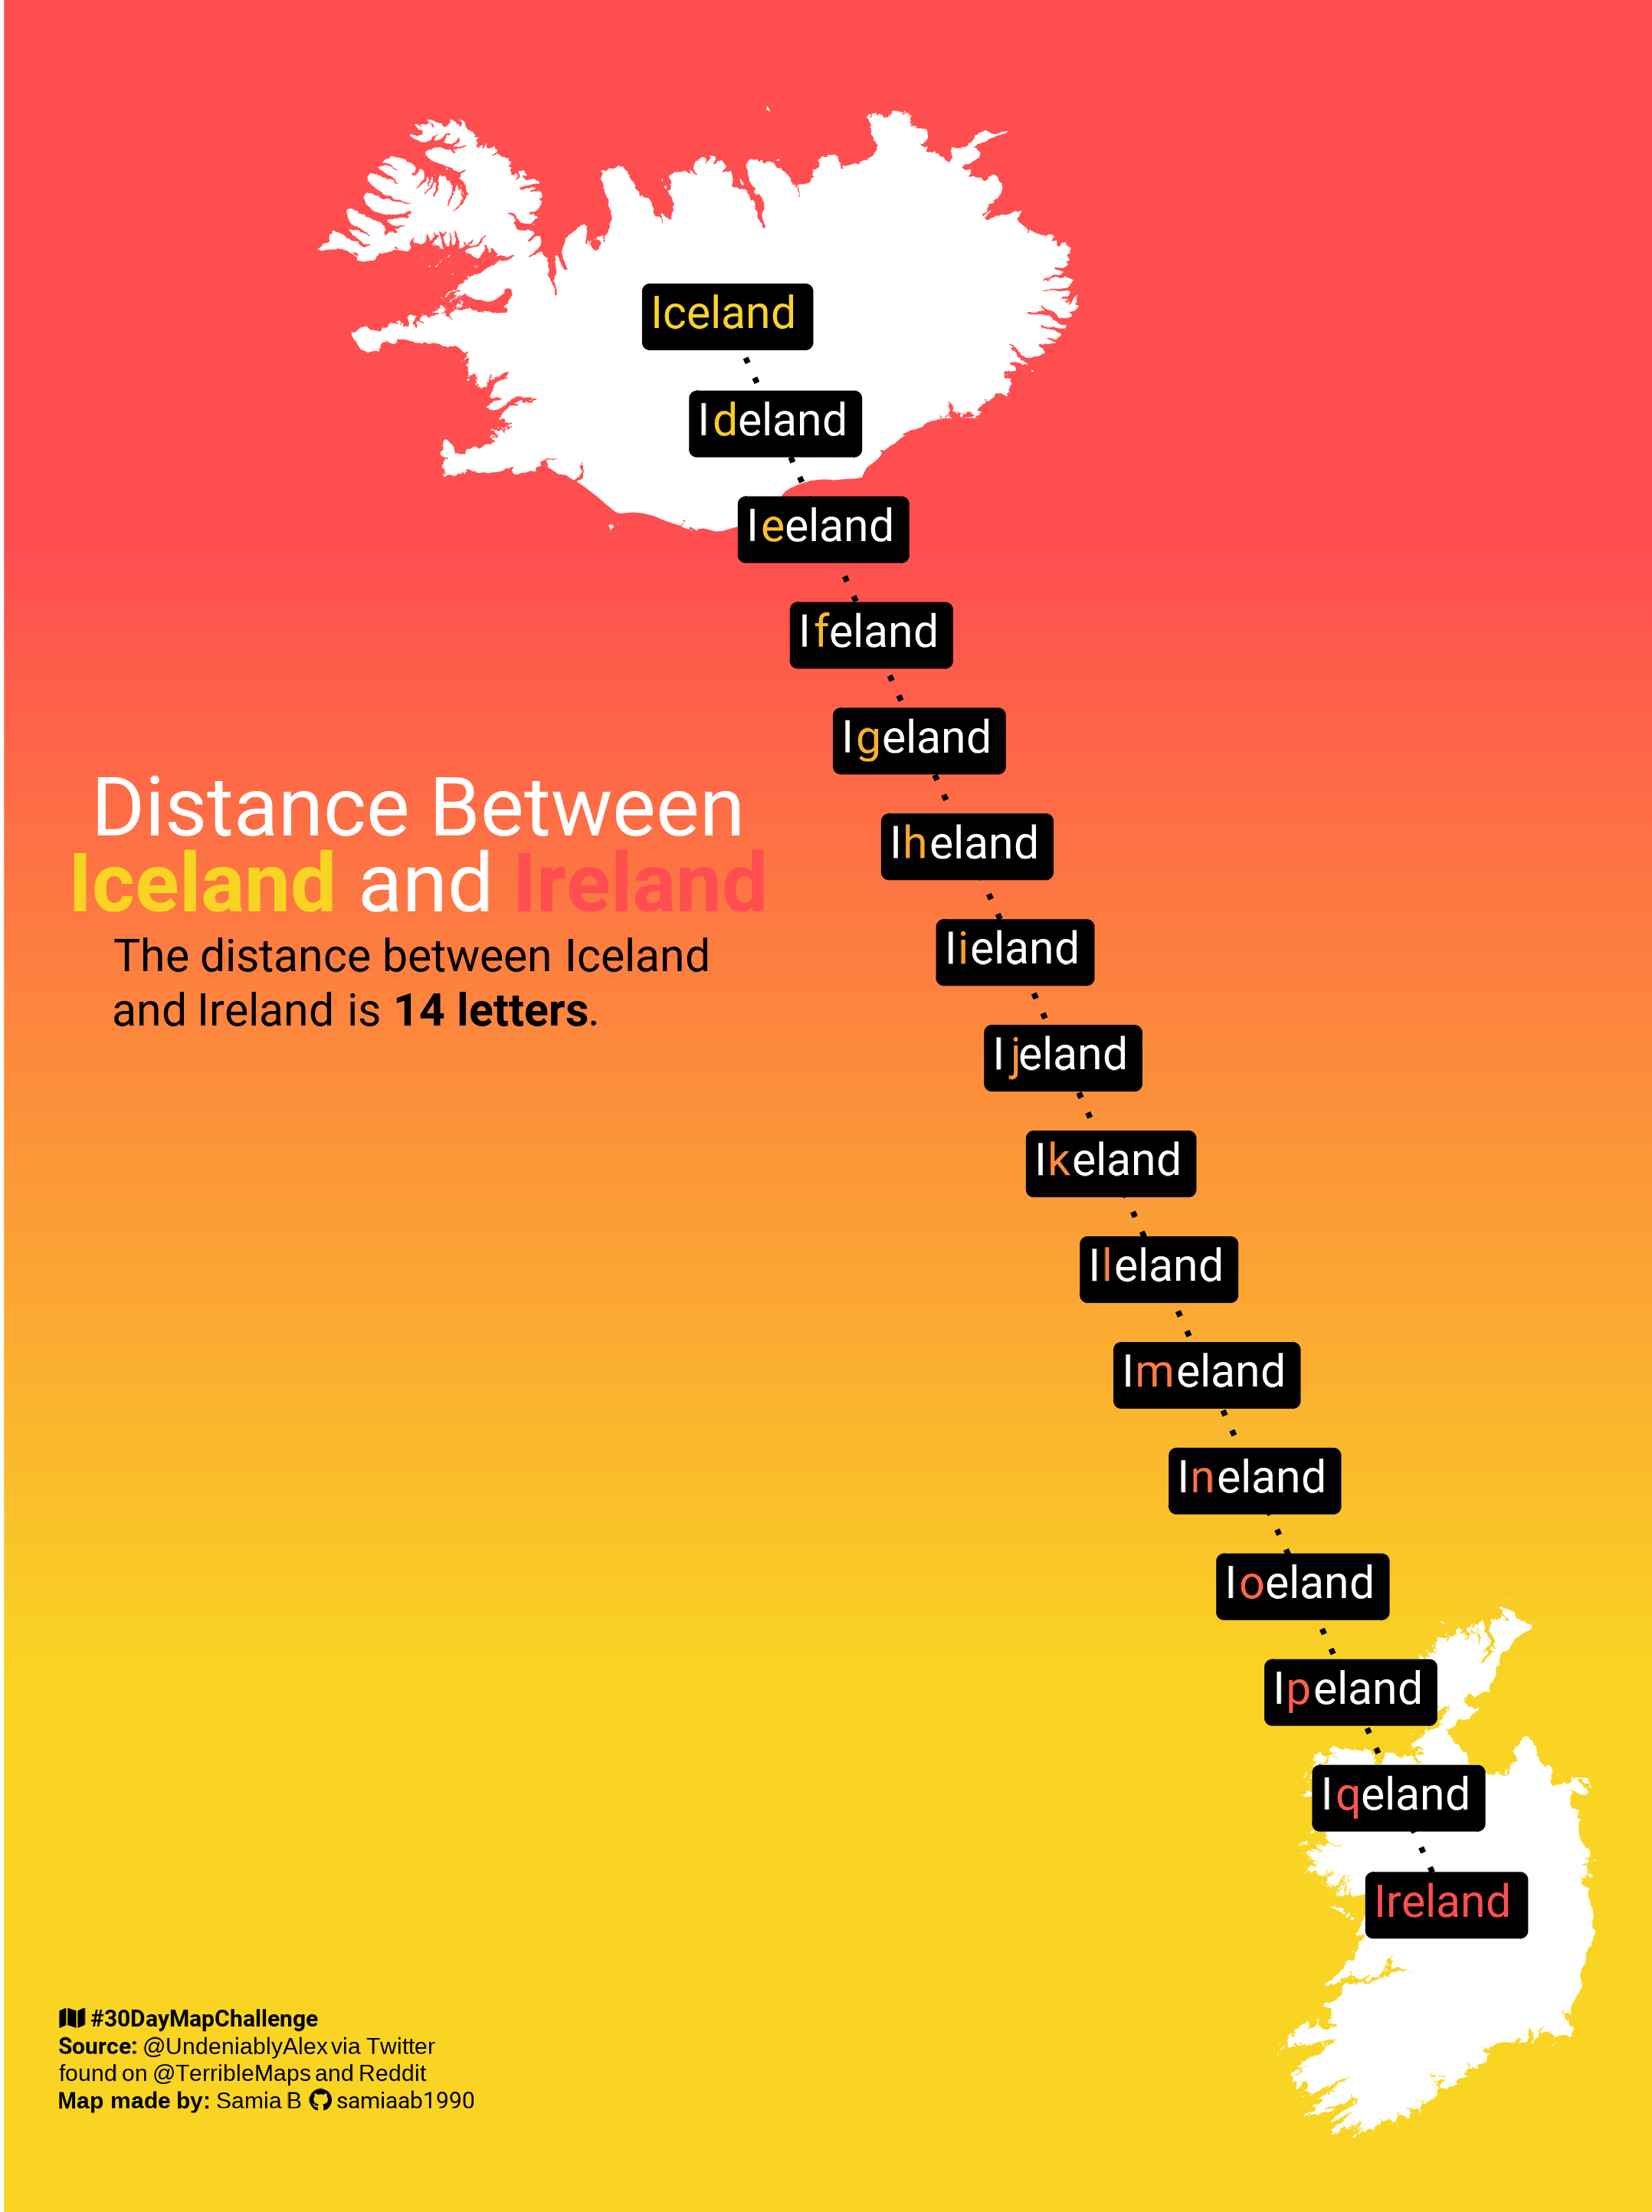 Iceland
Ideland
Ieeland
Ifeland
Igeland
Iheland
Iieland
Ijeland
Ikeland
Ileland
Imeland
Ineland
Ioeland
Ipeland
Iqeland
Ireland
Distance Between
Iceland and Ireland
The distance between Iceland
and Ireland is 14 letters.
#30DayMapChallenge
Source: @UndeniablyAlex via Twitter
found on @TerribleMaps and Reddit
Map made by: Samia B samiaab1990